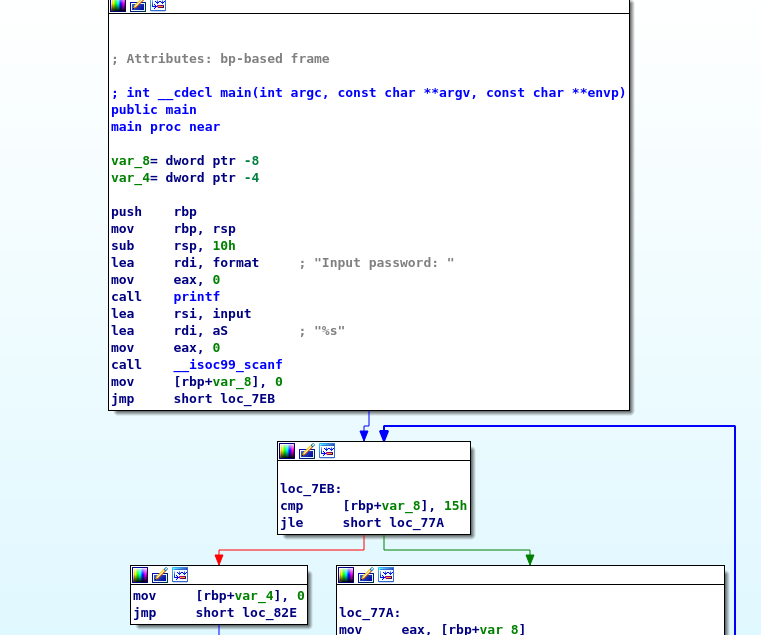 ; Attributes: bp-based frame
; int __cdecl main(int argc, const char **argv, const char **envp)
public main
main proc near
var_8= dword ptr -8
var_4= dword ptr -4
push    rbp
mov     rbp, rsp
sub     rsp, 10h
lea     rdi, format     ; "Input password: "
mov     eax, 0
call    printf
lea     rsi, input
lea     rdi, aS         ; "%s"
mov     eax, 0
call    __isoc99_scanf
mov     [rbp+var_8], 0
jmp     short loc_7EB
loc_7EB:
cmp     [rbp+var_8], 15h
jle     short loc_77A
mov     [rbp+var_4], 0
jmp     short loc_82E
loc_77A:
mov     eax, [rbp+var_8]